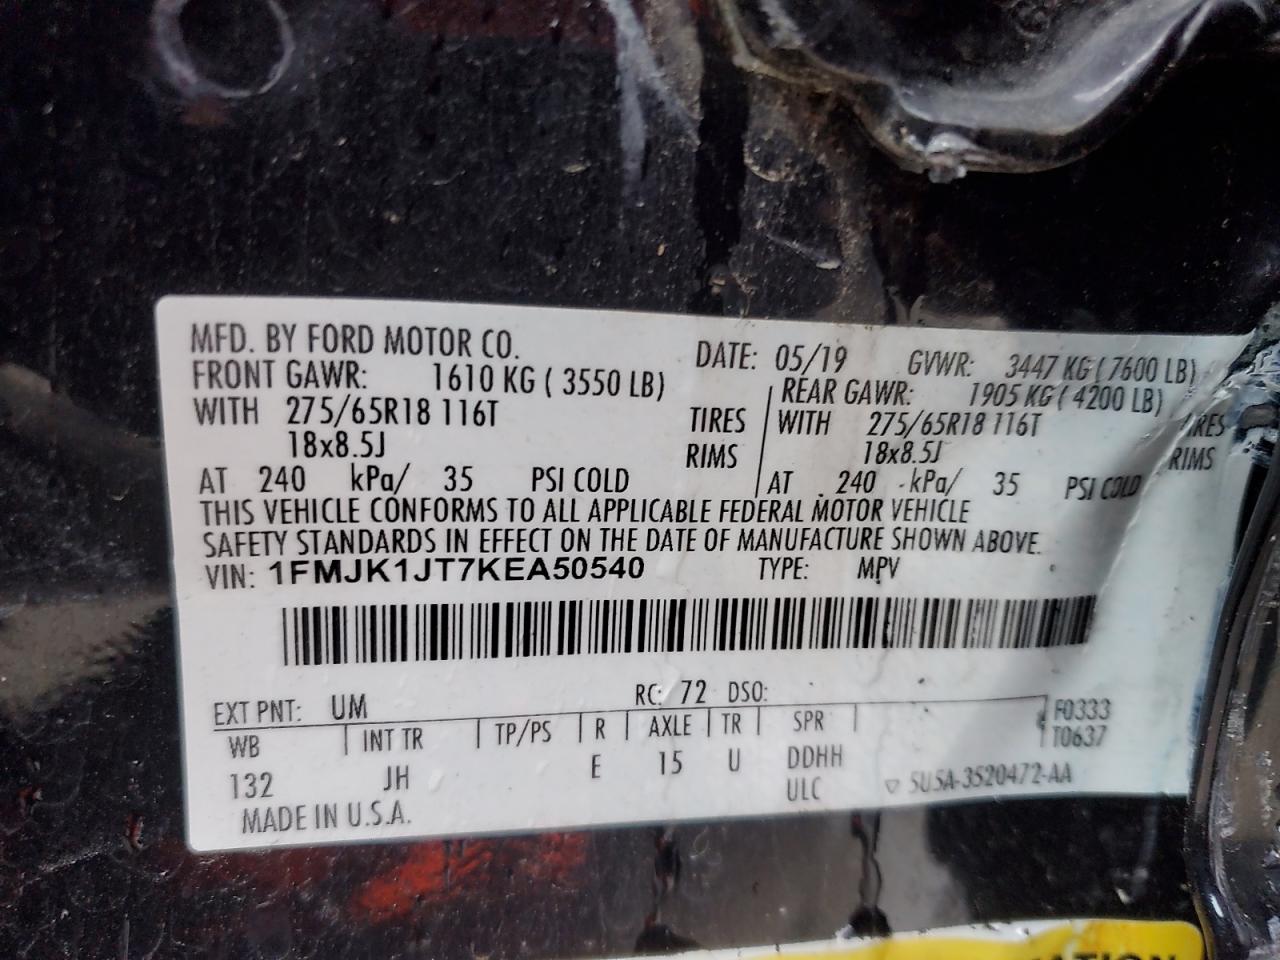 MFD. BY FORD MOTOR CO. DATE: 05/19 GVWR: 3447 KG ( 7600 LB)
FRONT GAWR: 1610 KG ( 3550 LB) REAR GAWR: 1905 KG ( 4200 LB)
WITH 275/65R18 116T TIRES WITH 275/65R18 116T TIRES
18x8.5J RIMS 18x8.5J RIMS
AT 240 kPa/ 35 PSI COLD AT 240 kPa/ 35 PSI COLD
THIS VEHICLE CONFORMS TO ALL APPLICABLE FEDERAL MOTOR VEHICLE
SAFETY STANDARDS IN EFFECT ON THE DATE OF MANUFACTURE SHOWN ABOVE.
VIN: 1FMJK1JT7KEA50540 TYPE: MPV
EXT PNT: UM RC: 72 DSO: F0333
WB INT TR TP/PS R AXLE TR SPR T0637
132 JH E 15 U DDHH
ULC ▽ 5U5A-3520472-AA
MADE IN U.S.A.